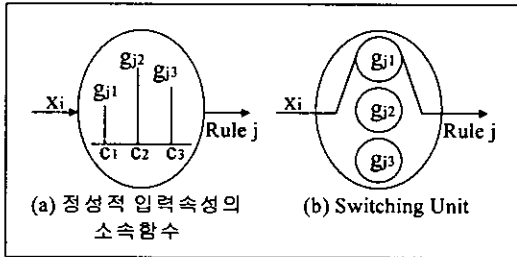 gj1 gj2 gj3
Xi
C1 C2 C3
Rule j
(a) 정성적 입력속성의
소속함수
gj1
Xi
gj2
gj3
Rule j
(b) Switching Unit